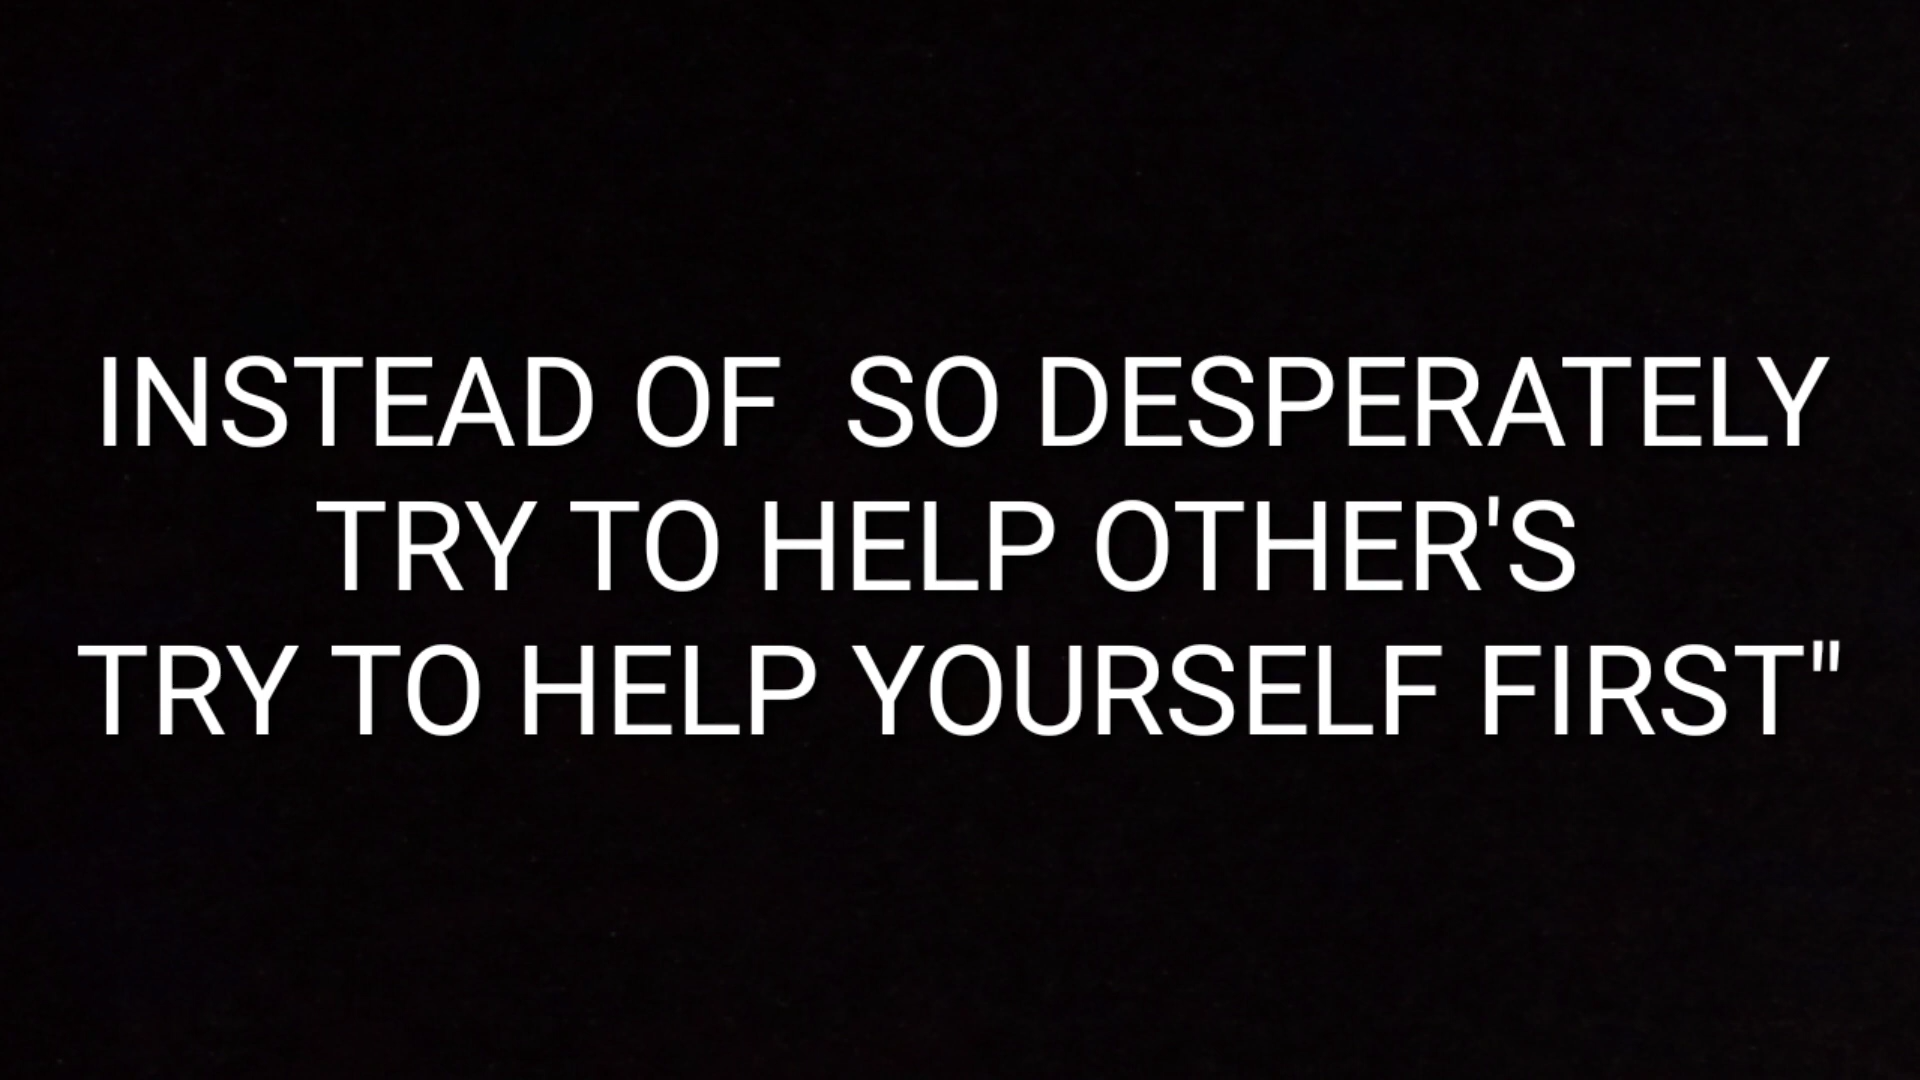 INSTEAD OF  SO DESPERATELY
TRY TO HELP OTHER'S
TRY TO HELP YOURSELF FIRST"